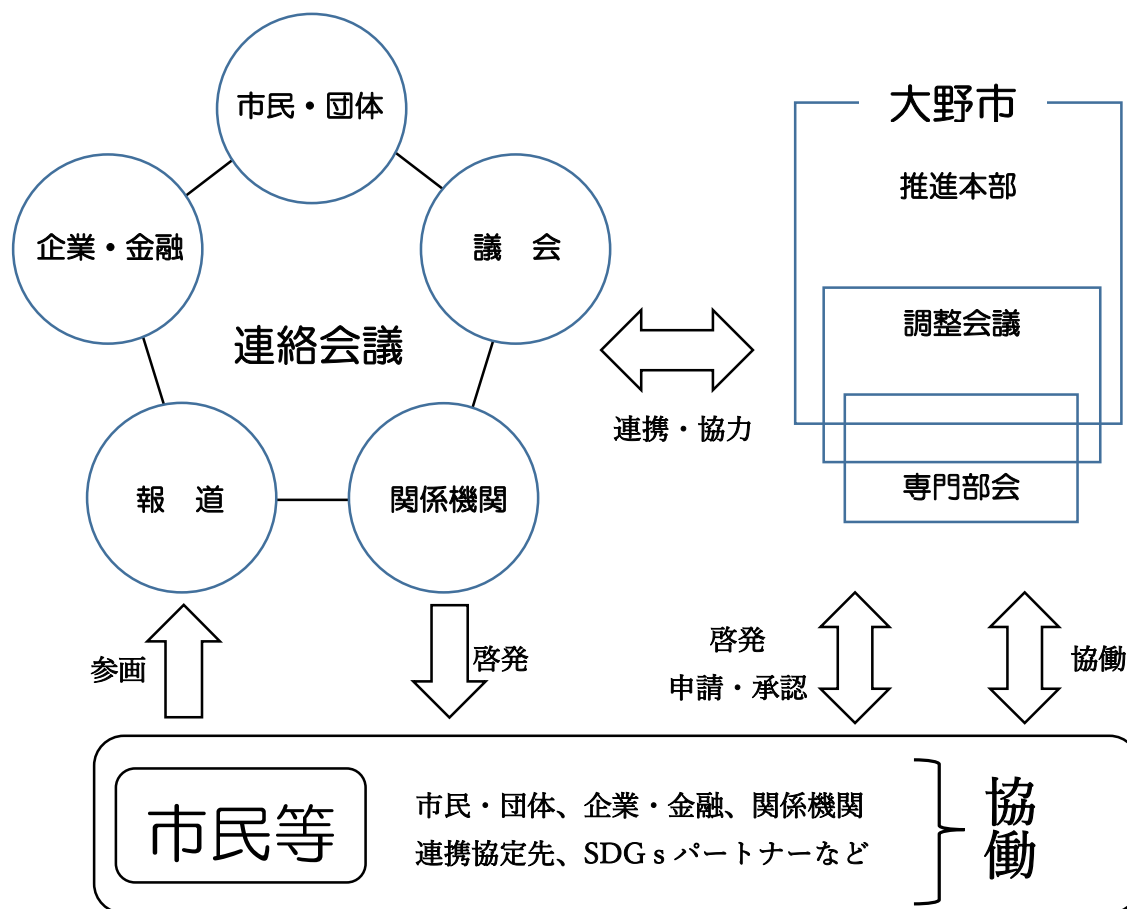 市民・団体
企業・金融
議　会
連絡会議
報　道
関係機関
大野市
推進本部
調整会議
専門部会
連携・協力
参画
啓発
啓発
申請・承認
協働
市民等
市民・団体、企業・金融、関係機関
連携協定先、SDGｓパートナーなど
協働